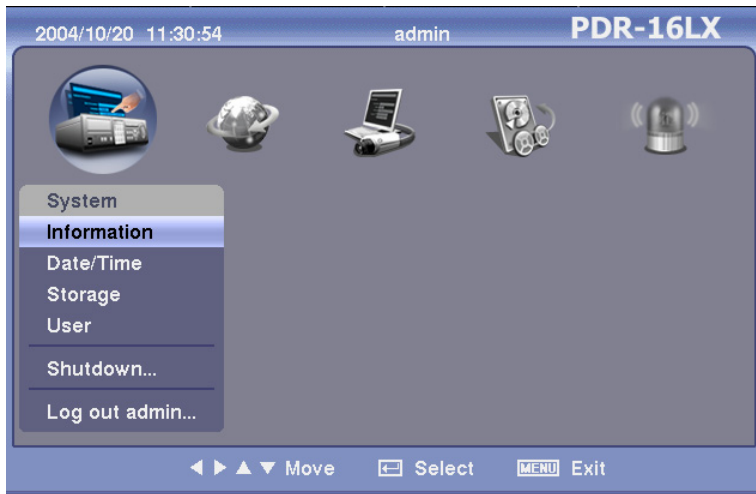 2004/10/20 11:30:54 admin PDR-16LX
System
Information
Date/Time
Storage
User
Shutdown...
Log out admin...
◀ ▶ ▲ ▼ Move Select MENU Exit